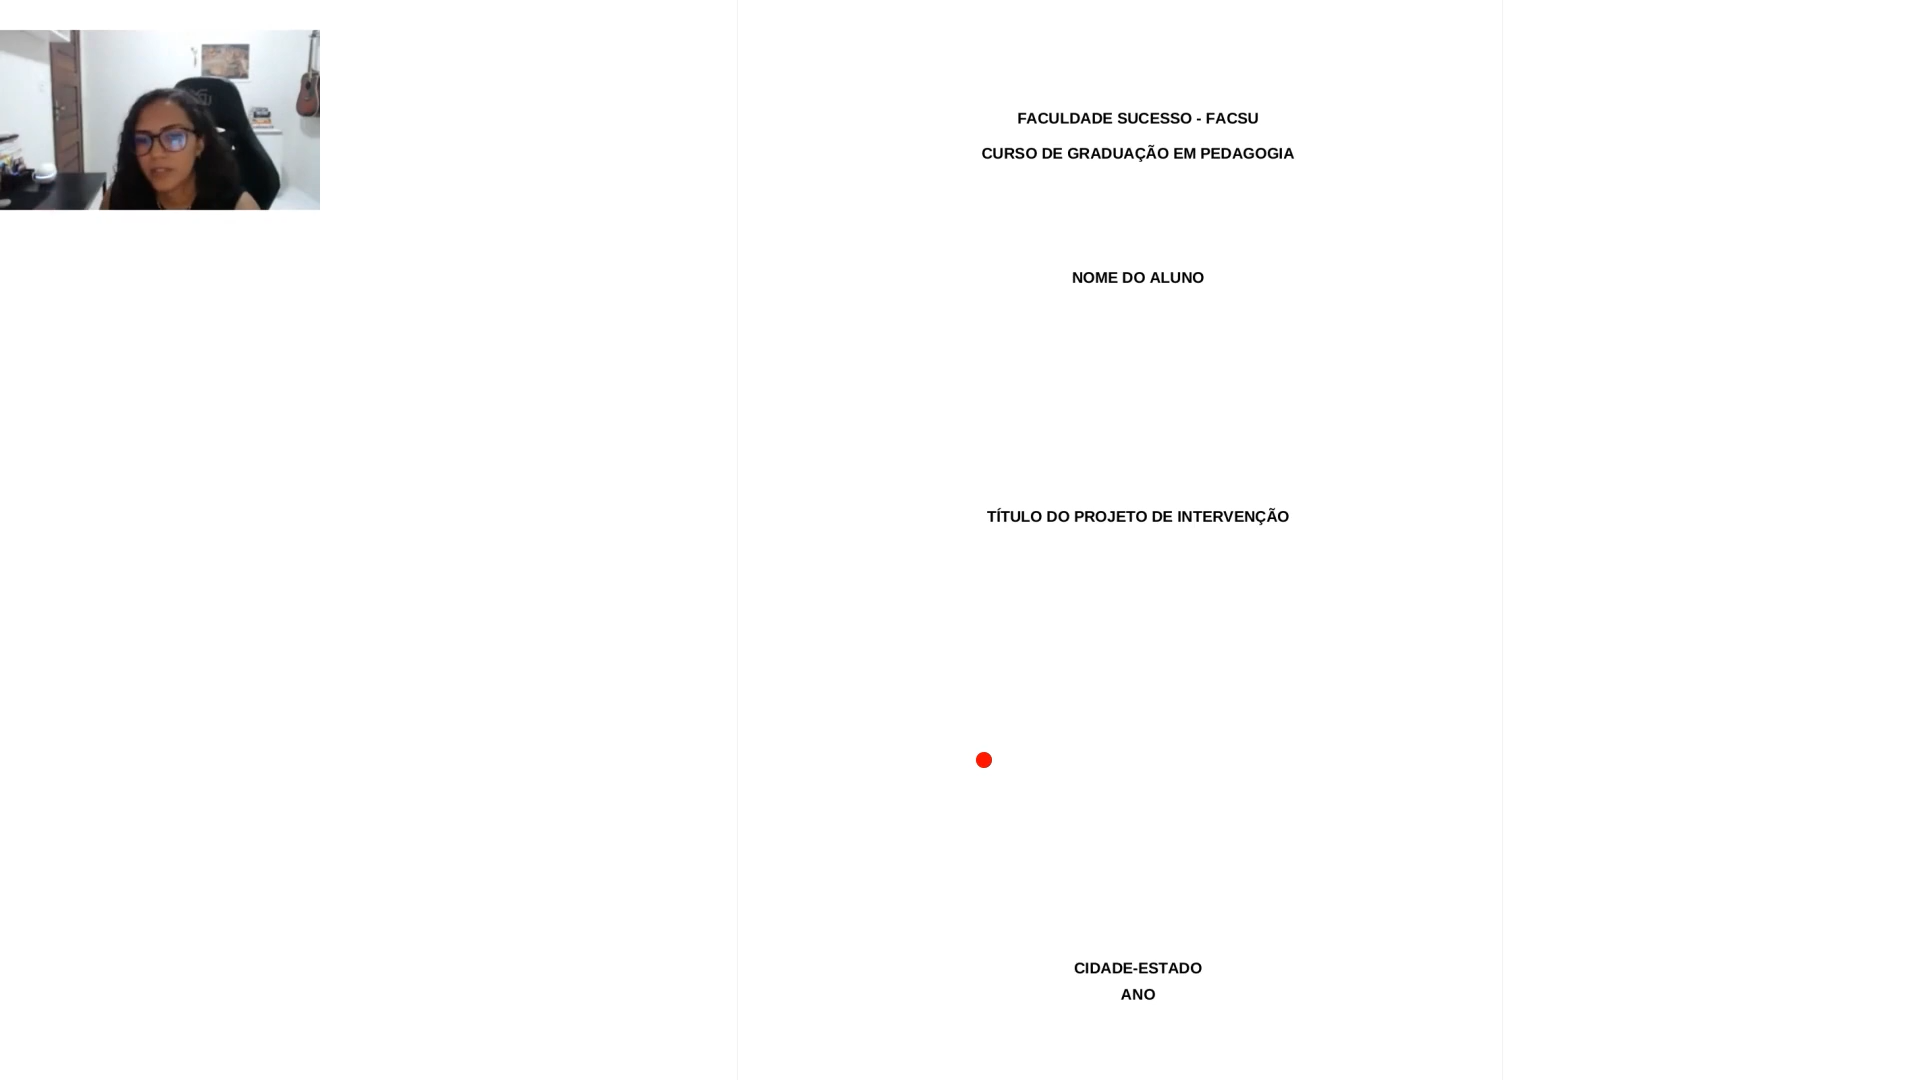 FACULDADE SUCESSO - FACSU
CURSO DE GRADUAÇÃO EM PEDAGOGIA
NOME DO ALUNO
TÍTULO DO PROJETO DE INTERVENÇÃO
CIDADE-ESTADO
ANO